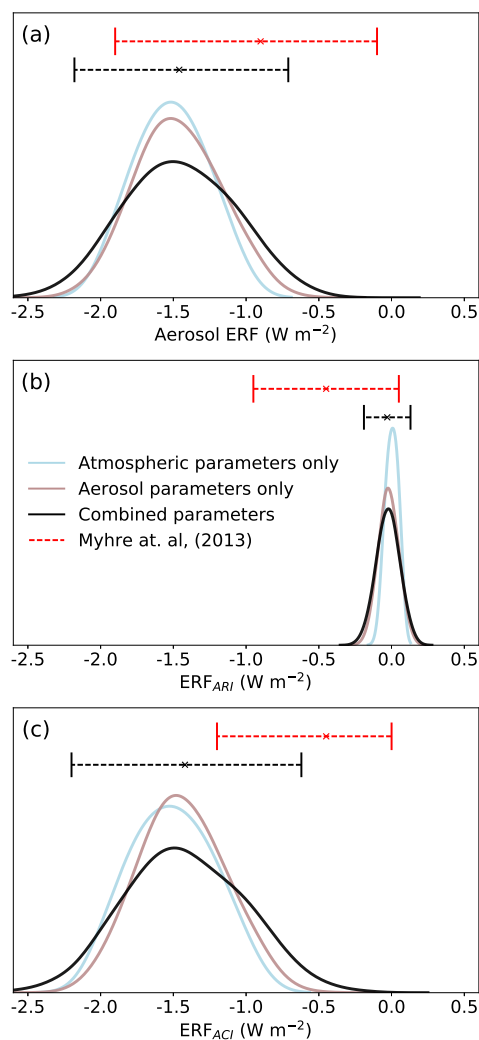 (a)
-2.5 -2.0 -1.5 -1.0 -0.5 0.0 0.5
Aerosol ERF (W m⁻²)
(b)
Atmospheric parameters only
Aerosol parameters only
Combined parameters
Myhre at. al, (2013)
-2.5 -2.0 -1.5 -1.0 -0.5 0.0 0.5
ERF_ARI (W m⁻²)
(c)
-2.5 -2.0 -1.5 -1.0 -0.5 0.0 0.5
ERF_ACI (W m⁻²)